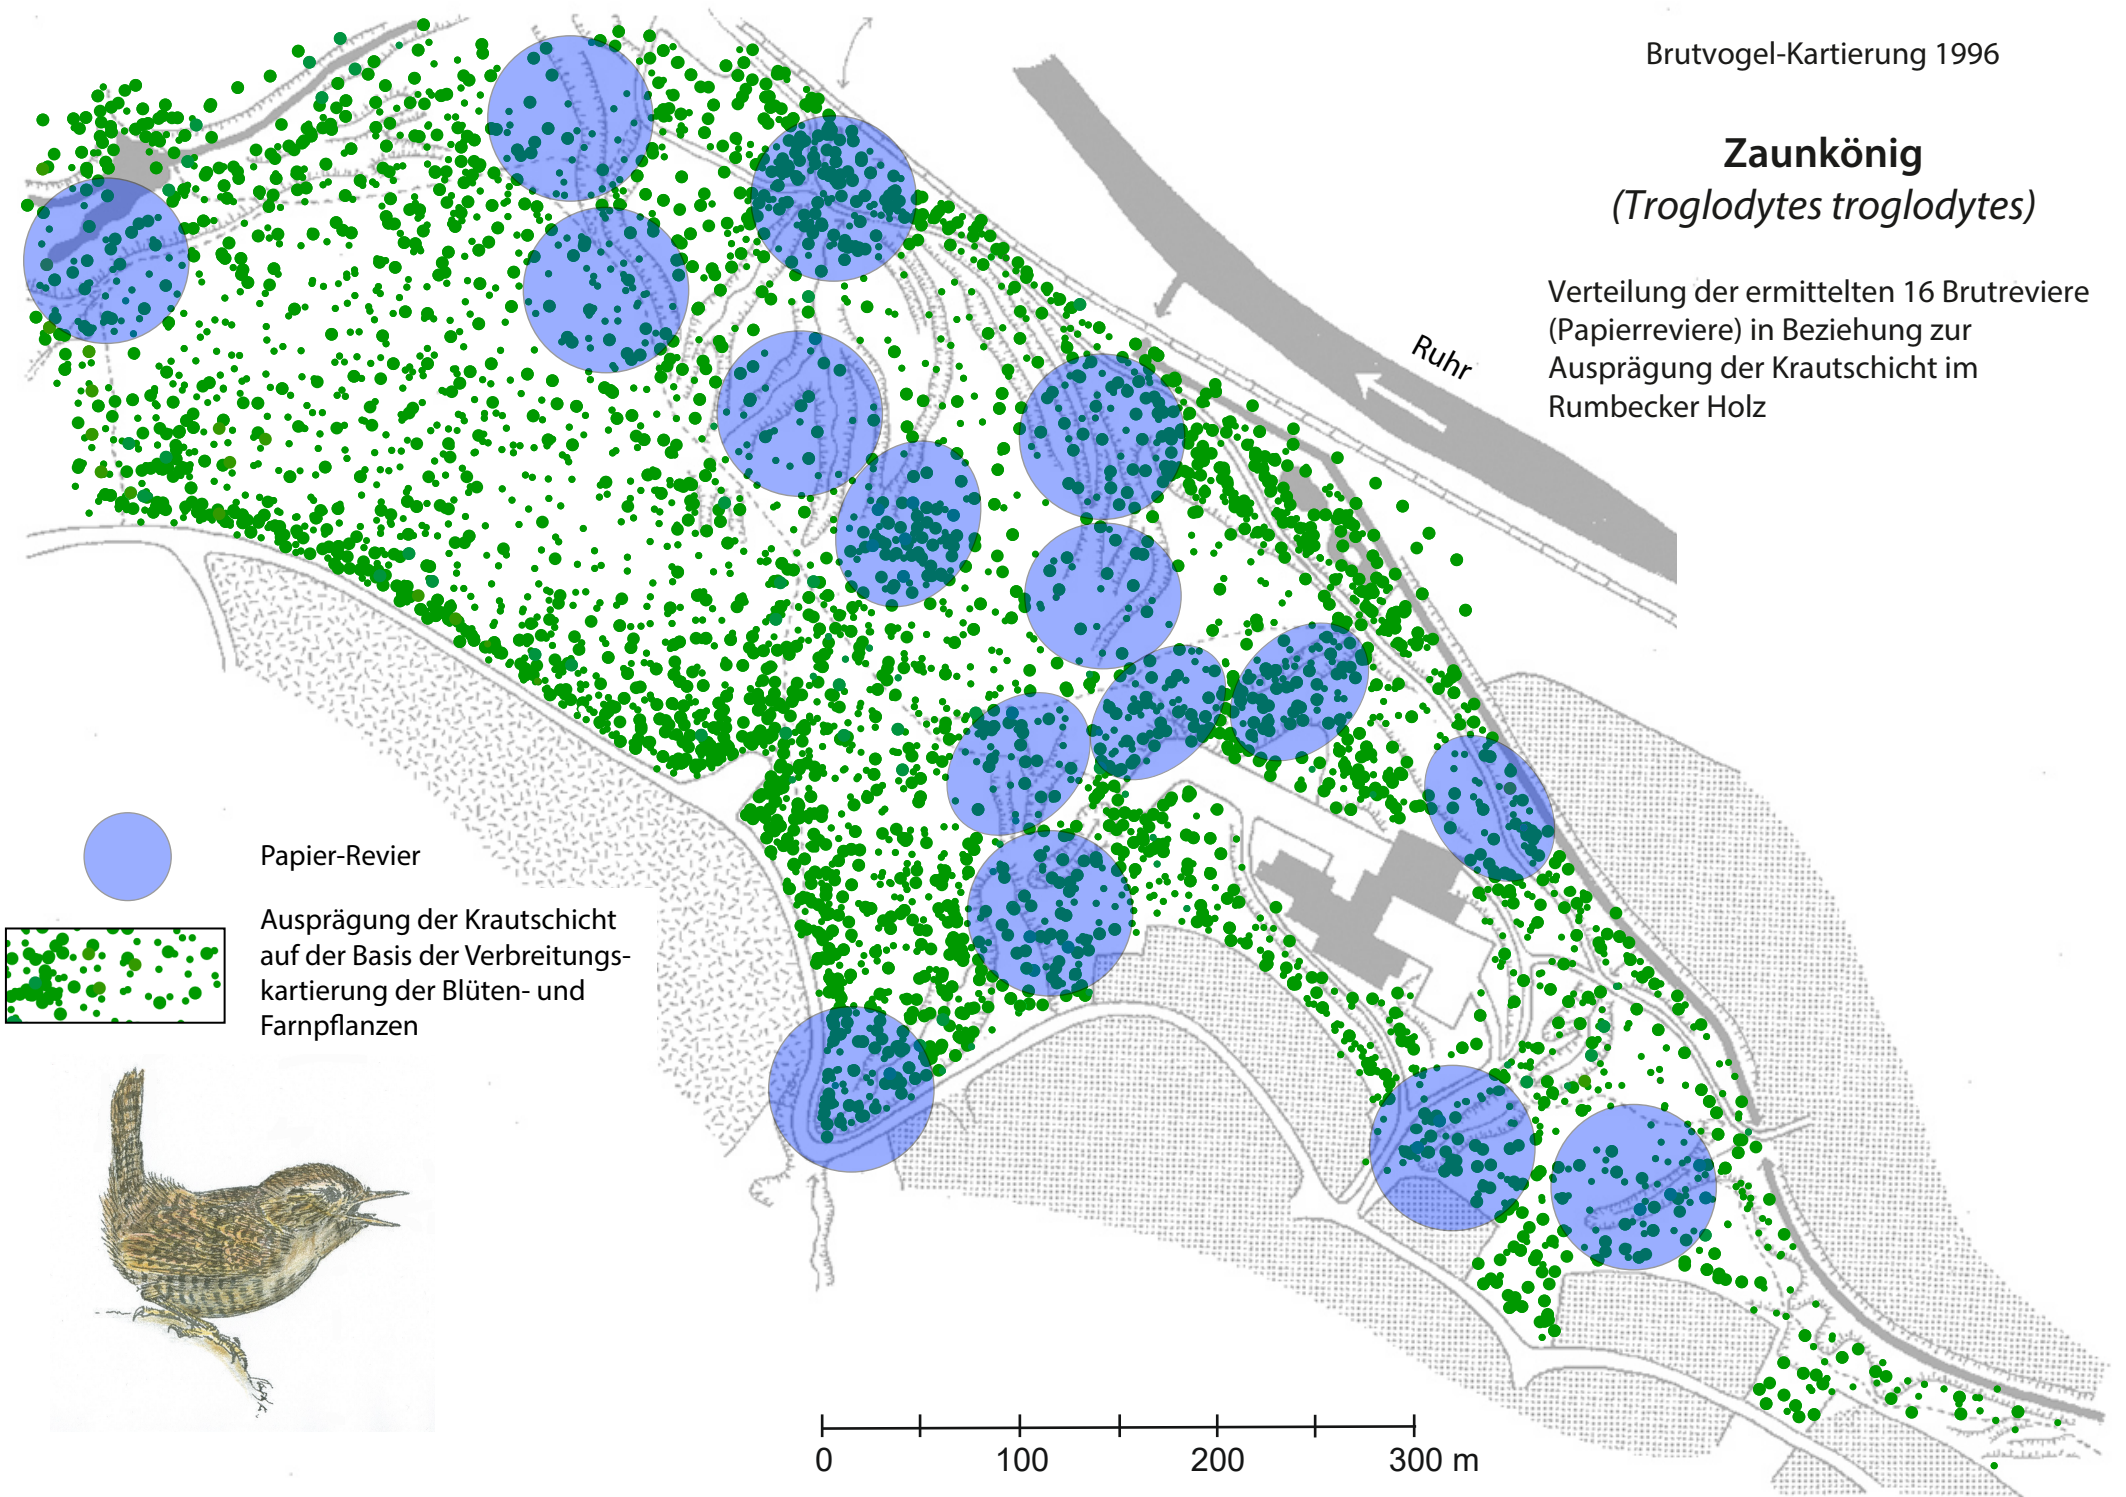 Brutvogel-Kartierung 1996
Zaunkönig
(Troglodytes troglodytes)
Verteilung der ermittelten 16 Brutreviere
(Papierreviere) in Beziehung zur
Ausprägung der Krautschicht im
Rumbecker Holz
Ruhr
Papier-Revier
Ausprägung der Krautschicht
auf der Basis der Verbreitungs-
kartierung der Blüten- und
Farnpflanzen
0 100 200 300 m